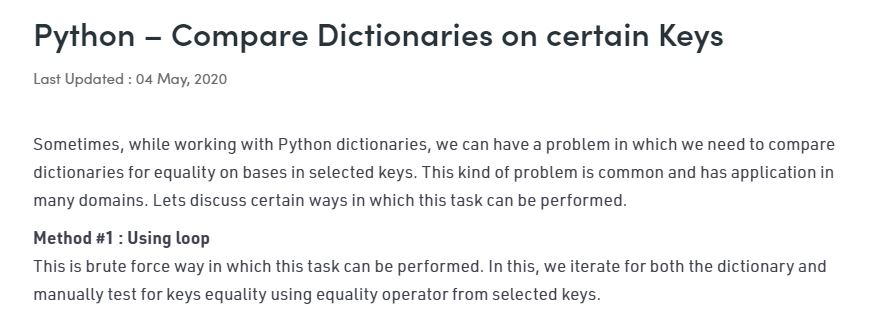 Python – Compare Dictionaries on certain Keys
Last Updated : 04 May, 2020
Sometimes, while working with Python dictionaries, we can have a problem in which we need to compare
dictionaries for equality on bases in selected keys. This kind of problem is common and has application in
many domains. Lets discuss certain ways in which this task can be performed.
Method #1 : Using loop
This is brute force way in which this task can be performed. In this, we iterate for both the dictionary and
manually test for keys equality using equality operator from selected keys.